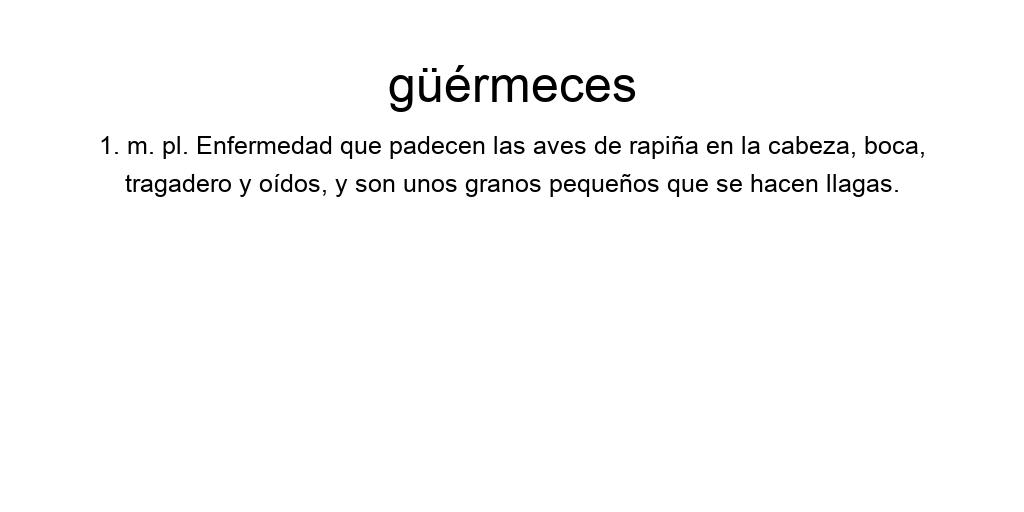 güérmeces
1. m. pl. Enfermedad que padecen las aves de rapiña en la cabeza, boca,
tragadero y oídos, y son unos granos pequeños que se hacen llagas.